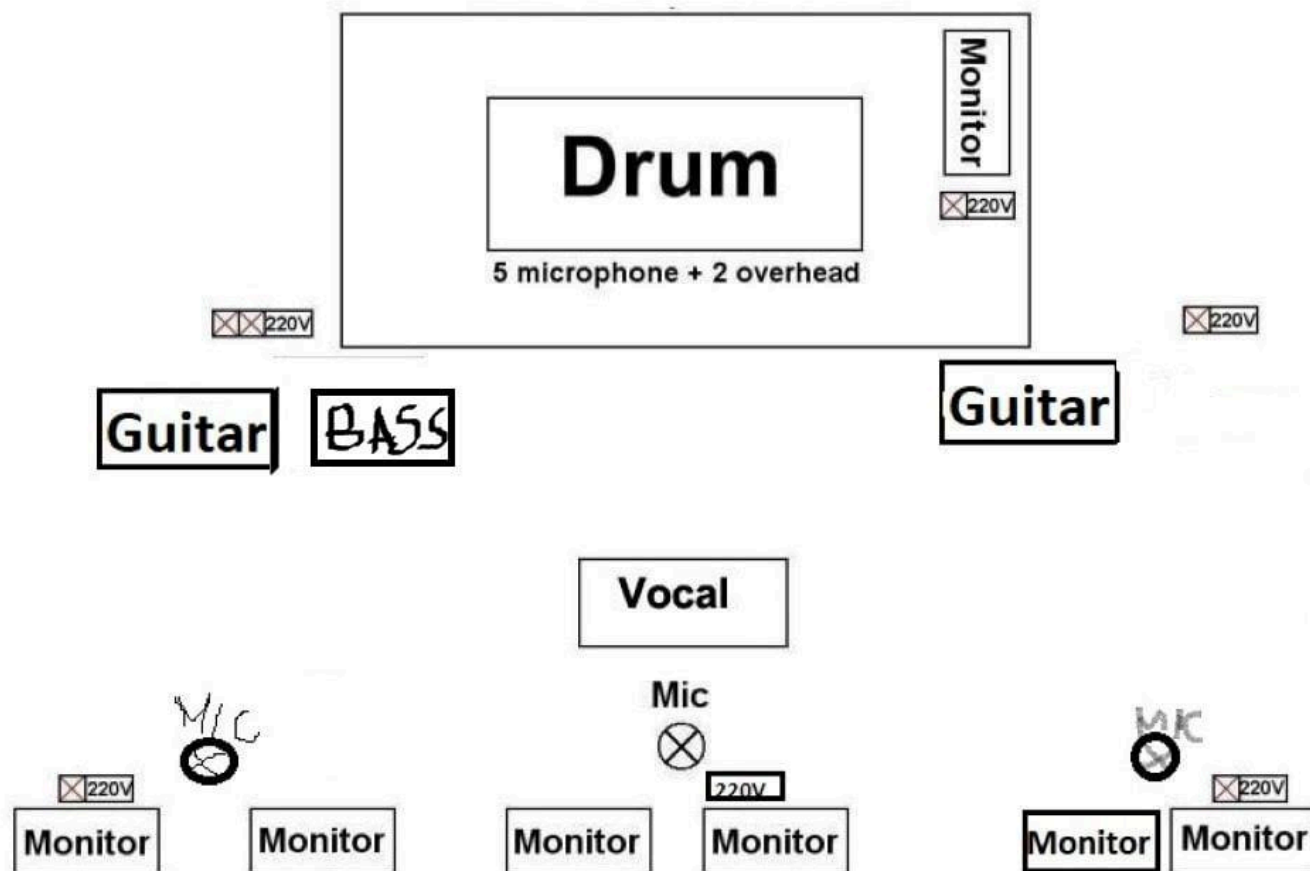 Monitor
Drum
220V
5 microphone + 2 overhead
220V
220V
Guitar
BASS
Guitar
Vocal
Mic
MIC
MIC
220V
220V
220V
Monitor
Monitor
Monitor
Monitor
Monitor
Monitor